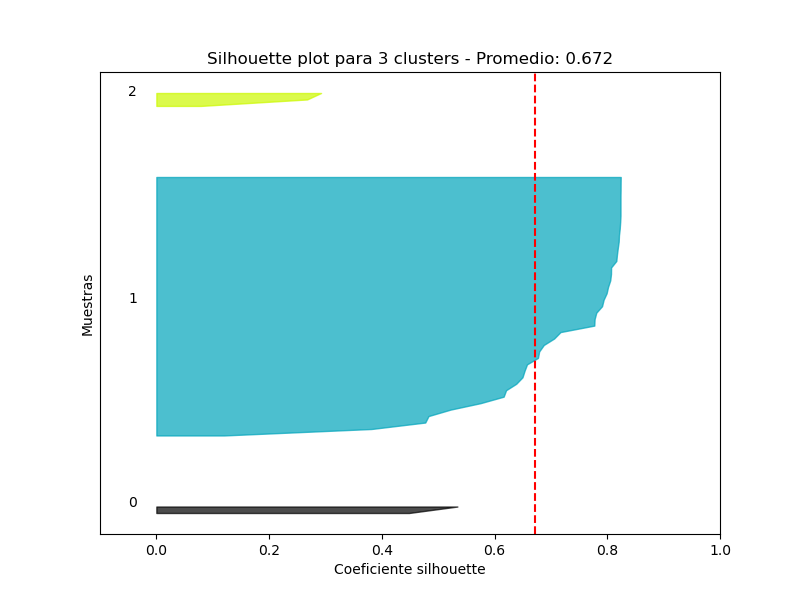 Silhouette plot para 3 clusters - Promedio: 0.672
2
1
0
Muestras
0.0 0.2 0.4 0.6 0.8 1.0
Coeficiente silhouette